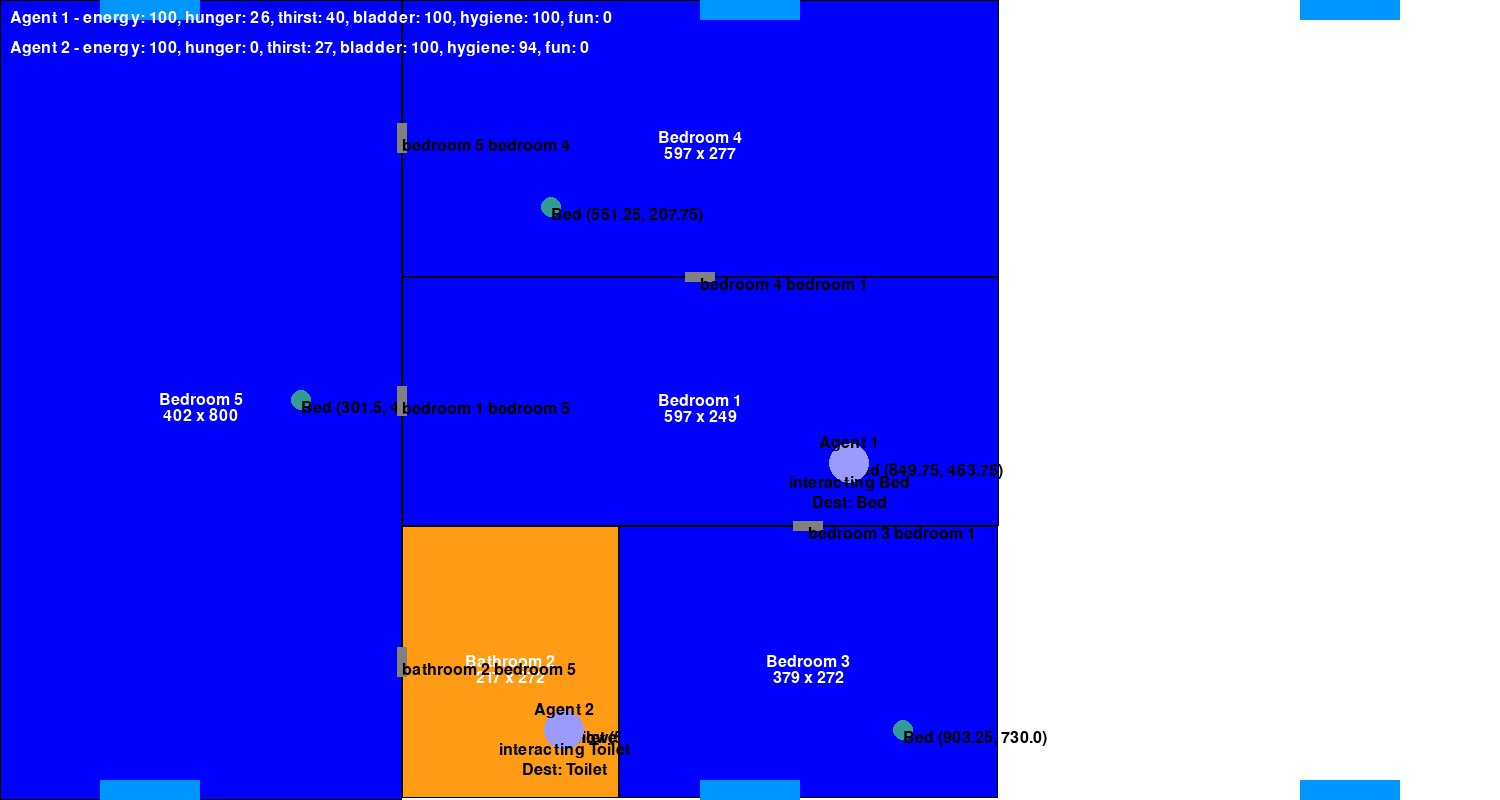 Agent 1 - energy: 100, hunger: 26, thirst: 40, bladder: 100, hygiene: 100, fun: 0
Agent 2 - energy: 100, hunger: 0, thirst: 27, bladder: 100, hygiene: 94, fun: 0
Bedroom 4
597 x 277
bedroom 5 bedroom 4
Bed (551.25, 207.75)
bedroom 4 bedroom 1
Bedroom 5
402 x 800
Bed (301.5, 4
bedroom 1 bedroom 5
Bedroom 1
597 x 249
Agent 1
(849.75, 463.75)
interacting Bed
Dest: Bed
bedroom 3 bedroom 1
Bathroom 2
217 x 272
bathroom 2 bedroom 5
Bedroom 3
379 x 272
Agent 2
interacting Toilet
Dest: Toilet
Bed (903.25, 730.0)